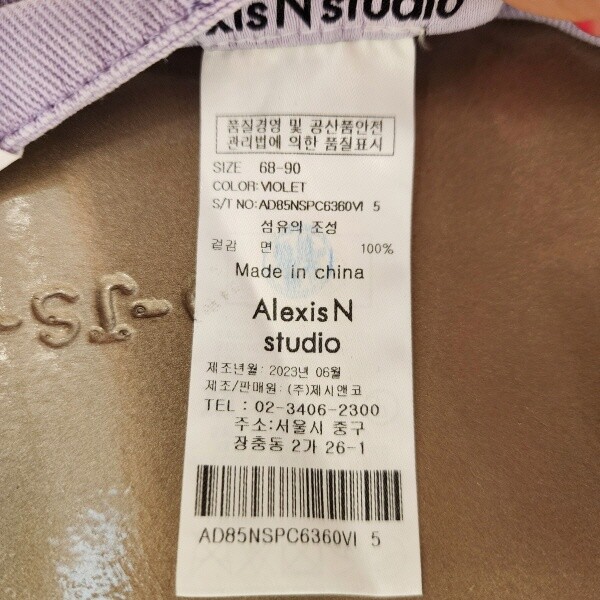 xis N studio
품질경영 및 공산품안전
관리법에 의한 품질표시
SIZE 68-90
COLOR:VIOLET
S/T NO:AD85NSPC6360VI 5
섬유의 조성
겉감 면 100%
Made in china
Alexis N
studio
제조년월: 2023년 06월
제조/판매원: (주)제시앤코
TEL : 02-3406-2300
주소:서울시 중구
장충동 2가 26-1
AD85NSPC6360VI 5